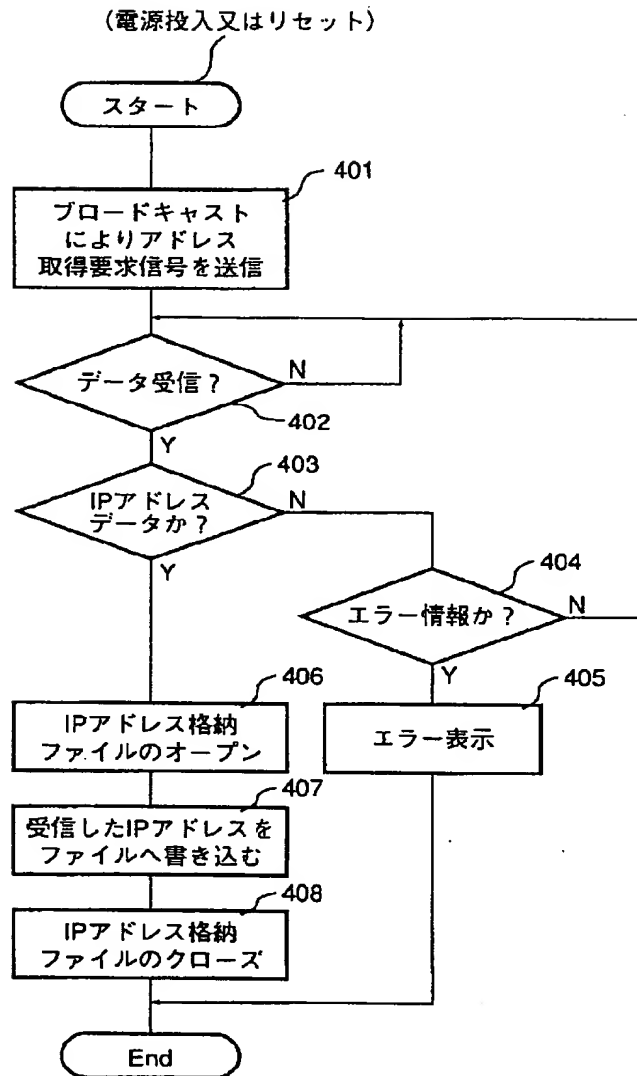 (電源投入又はリセット)
スタート
401
ブロードキャスト
によりアドレス
取得要求信号を送信
データ受信?
N
402
Y
403
IPアドレス
データか?
N
Y
404
エラー情報か?
N
Y
405
エラー表示
406
IPアドレス格納
ファイルのオープン
407
受信したIPアドレスを
ファイルへ書き込む
408
IPアドレス格納
ファイルのクローズ
End